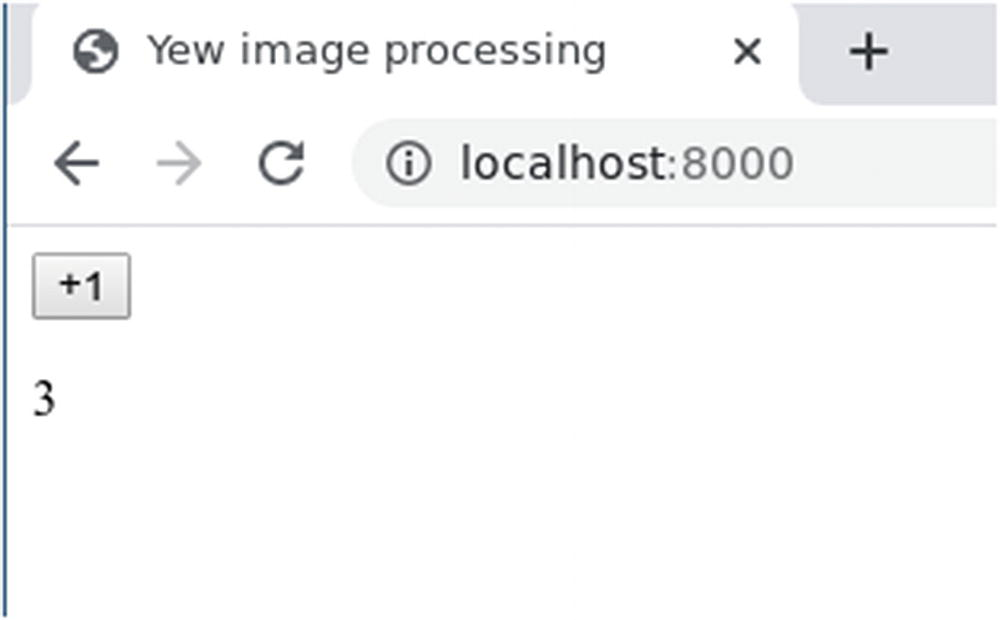 Yew image processing
localhost:8000
+1
3